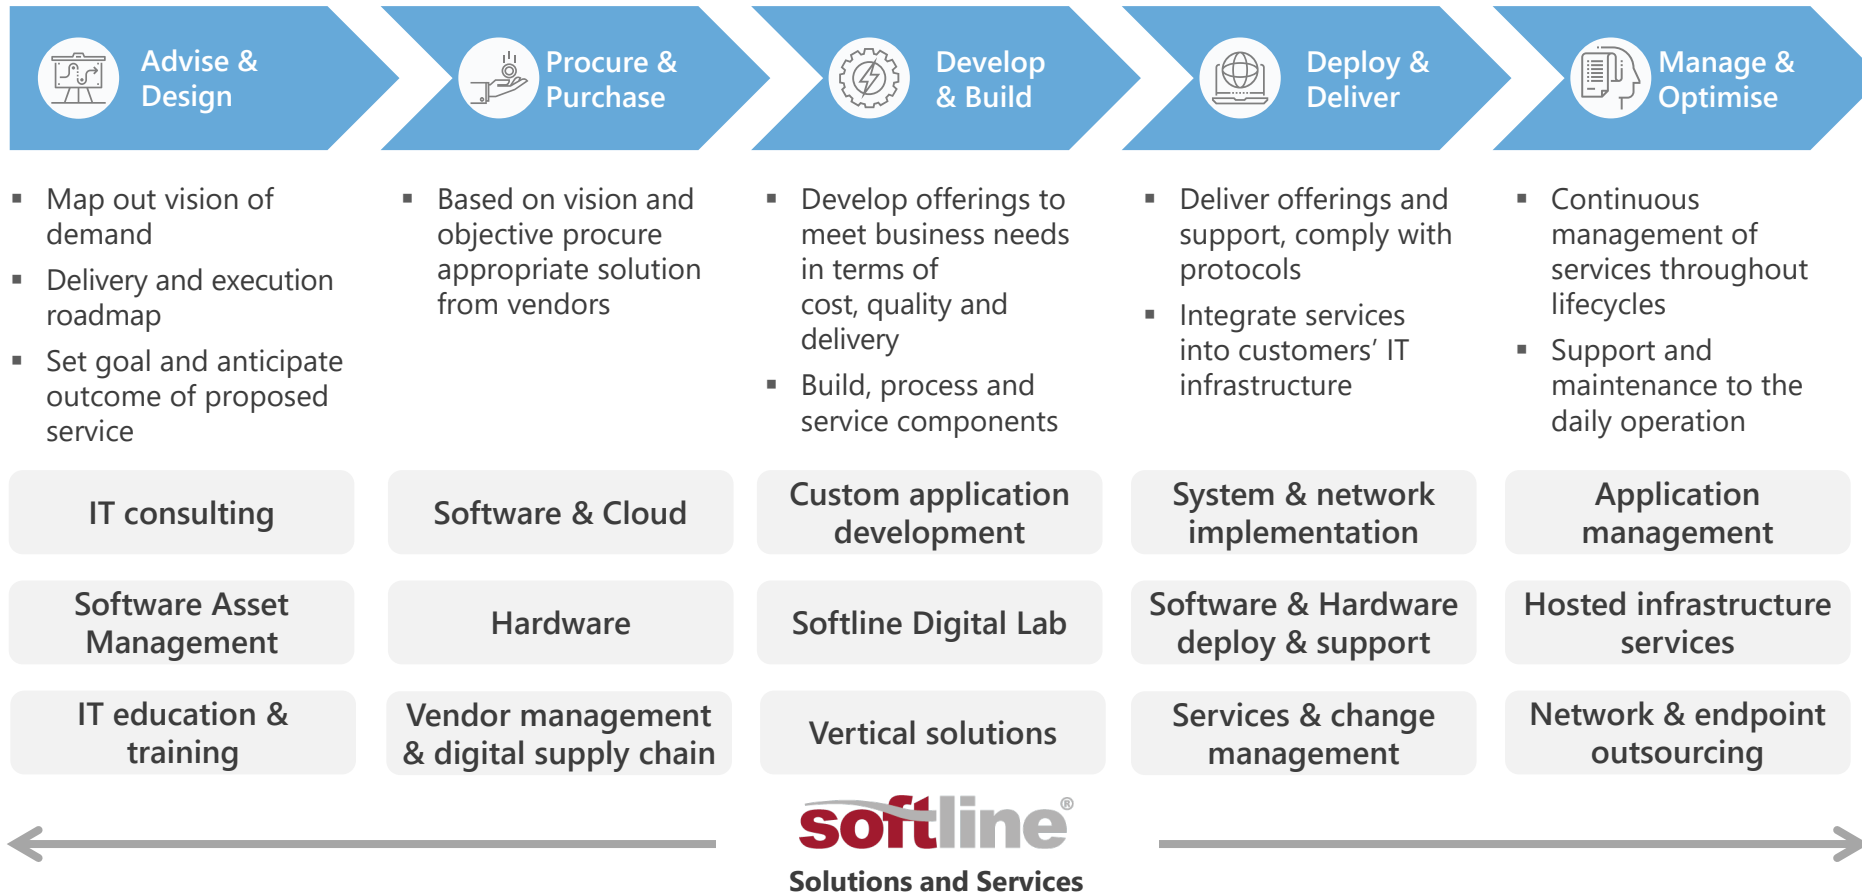 Advise &
Design
Procure &
Purchase
Develop
& Build
Deploy &
Deliver
Manage &
Optimise
▪ Map out vision of
demand
▪ Delivery and execution
roadmap
▪ Set goal and anticipate
outcome of proposed
service
▪ Based on vision and
objective procure
appropriate solution
from vendors
▪ Develop offerings to
meet business needs
in terms of
cost, quality and
delivery
▪ Build, process and
service components
▪ Deliver offerings and
support, comply with
protocols
▪ Integrate services
into customers’ IT
infrastructure
▪ Continuous
management of
services throughout
lifecycles
▪ Support and
maintenance to the
daily operation
IT consulting
Software & Cloud
Custom application
development
System & network
implementation
Application
management
Software Asset
Management
Hardware
Softline Digital Lab
Software & Hardware
deploy & support
Hosted infrastructure
services
IT education &
training
Vendor management
& digital supply chain
Vertical solutions
Services & change
management
Network & endpoint
outsourcing
softline®
Solutions and Services